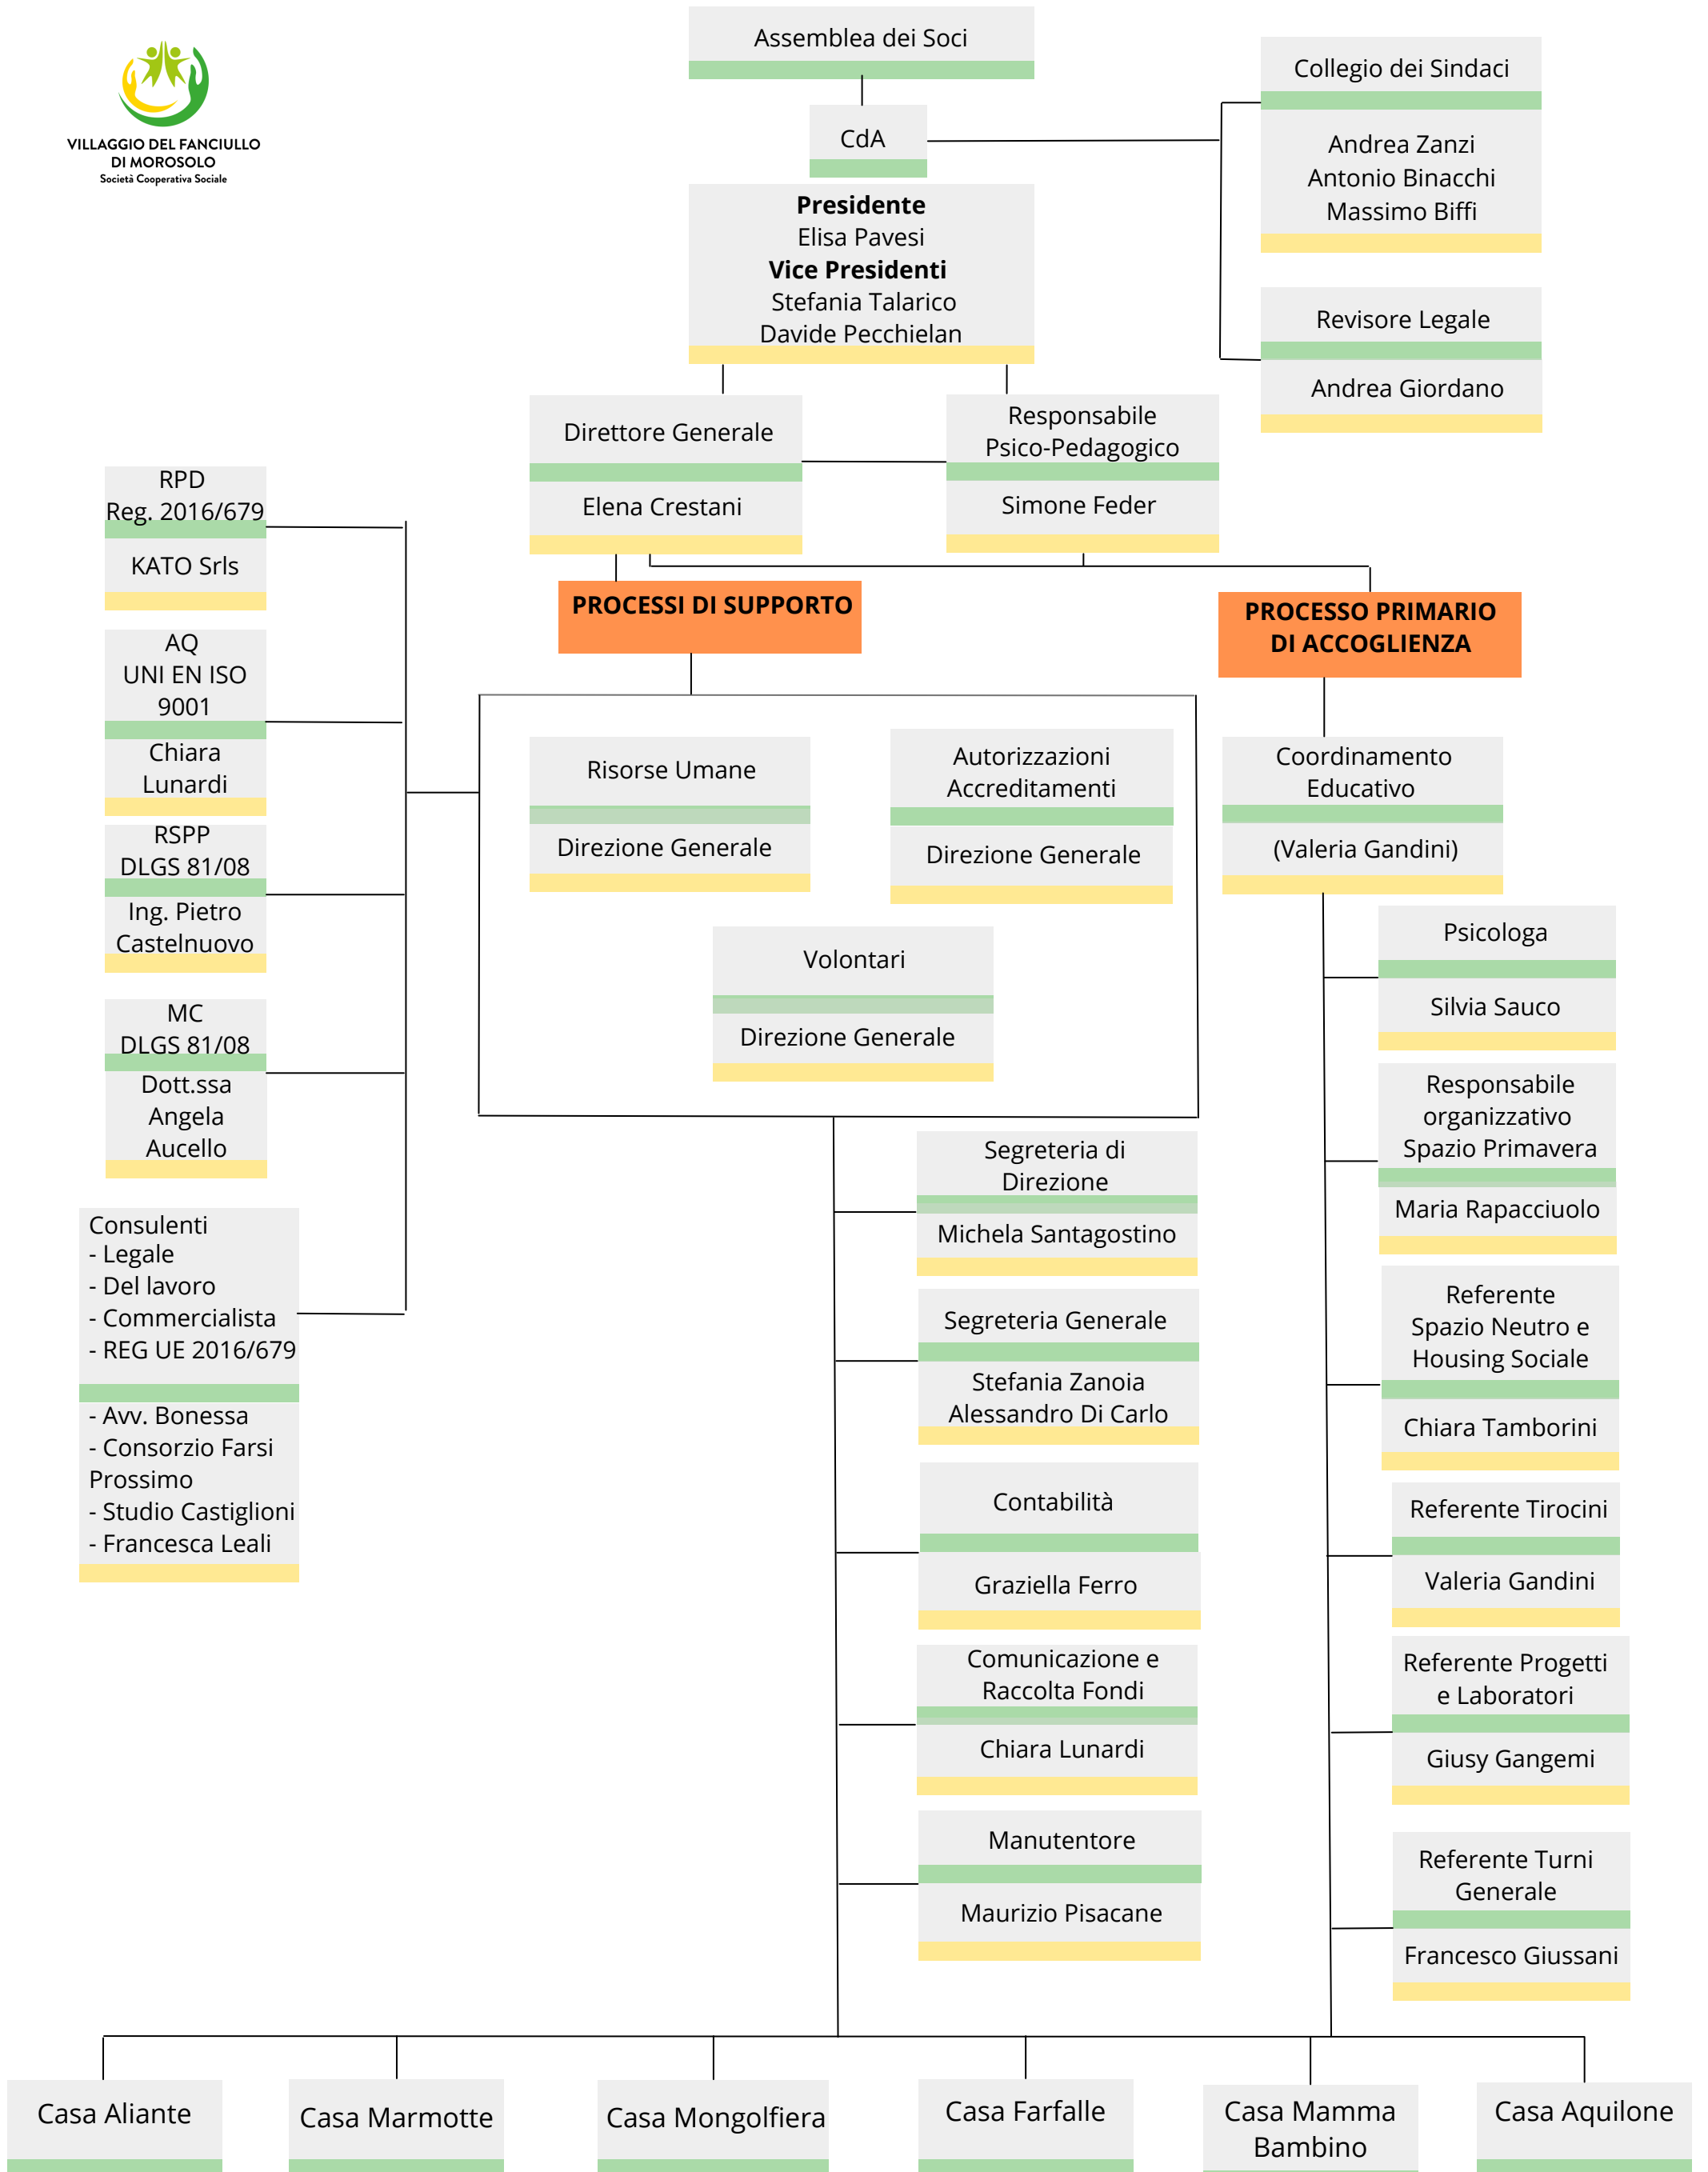 VILLAGGIO DEL FANCIULLO
DI MOROSOLO
Società Cooperativa Sociale
Assemblea dei Soci
CdA
Presidente
Elisa Pavesi
Vice Presidenti
Stefania Talarico
Davide Pecchielan
Collegio dei Sindaci
Andrea Zanzi
Antonio Binacchi
Massimo Biffi
Revisore Legale
Andrea Giordano
Direttore Generale
Elena Crestani
Responsabile
Psico-Pedagogico
Simone Feder
RPD
Reg. 2016/679
KATO Srls
AQ
UNI EN ISO
9001
Chiara
Lunardi
RSPP
DLGS 81/08
Ing. Pietro
Castelnuovo
MC
DLGS 81/08
Dott.ssa
Angela
Aucello
Consulenti
- Legale
- Del lavoro
- Commercialista
- REG UE 2016/679
- Avv. Bonessa
- Consorzio Farsi
Prossimo
- Studio Castiglioni
- Francesca Leali
PROCESSI DI SUPPORTO
Risorse Umane
Direzione Generale
Autorizzazioni
Accreditamenti
Direzione Generale
Volontari
Direzione Generale
Segreteria di
Direzione
Michela Santagostino
Segreteria Generale
Stefania Zanoia
Alessandro Di Carlo
Contabilità
Graziella Ferro
Comunicazione e
Raccolta Fondi
Chiara Lunardi
Manutentore
Maurizio Pisacane
PROCESSO PRIMARIO
DI ACCOGLIENZA
Coordinamento
Educativo
(Valeria Gandini)
Psicologa
Silvia Sauco
Responsabile
organizzativo
Spazio Primavera
Maria Rapacciuolo
Referente
Spazio Neutro e
Housing Sociale
Chiara Tamborini
Referente Tirocini
Valeria Gandini
Referente Progetti
e Laboratori
Giusy Gangemi
Referente Turni
Generale
Francesco Giussani
Casa Aliante
Casa Marmotte
Casa Mongolfiera
Casa Farfalle
Casa Mamma
Bambino
Casa Aquilone